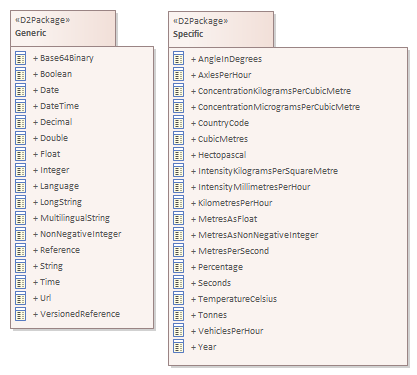 «D2Package»
Generic
+ Base64Binary
+ Boolean
+ Date
+ DateTime
+ Decimal
+ Double
+ Float
+ Integer
+ Language
+ LongString
+ MultilingualString
+ NonNegativeInteger
+ Reference
+ String
+ Time
+ Url
+ VersionedReference
«D2Package»
Specific
+ AngleInDegrees
+ AxlesPerHour
+ ConcentrationKilogramsPerCubicMetre
+ ConcentrationMicrogramsPerCubicMetre
+ CountryCode
+ CubicMetres
+ Hectopascal
+ IntensityKilogramsPerSquareMetre
+ IntensityMillimetresPerHour
+ KilometresPerHour
+ MetresAsFloat
+ MetresAsNonNegativeInteger
+ MetresPerSecond
+ Percentage
+ Seconds
+ TemperatureCelsius
+ Tonnes
+ VehiclesPerHour
+ Year